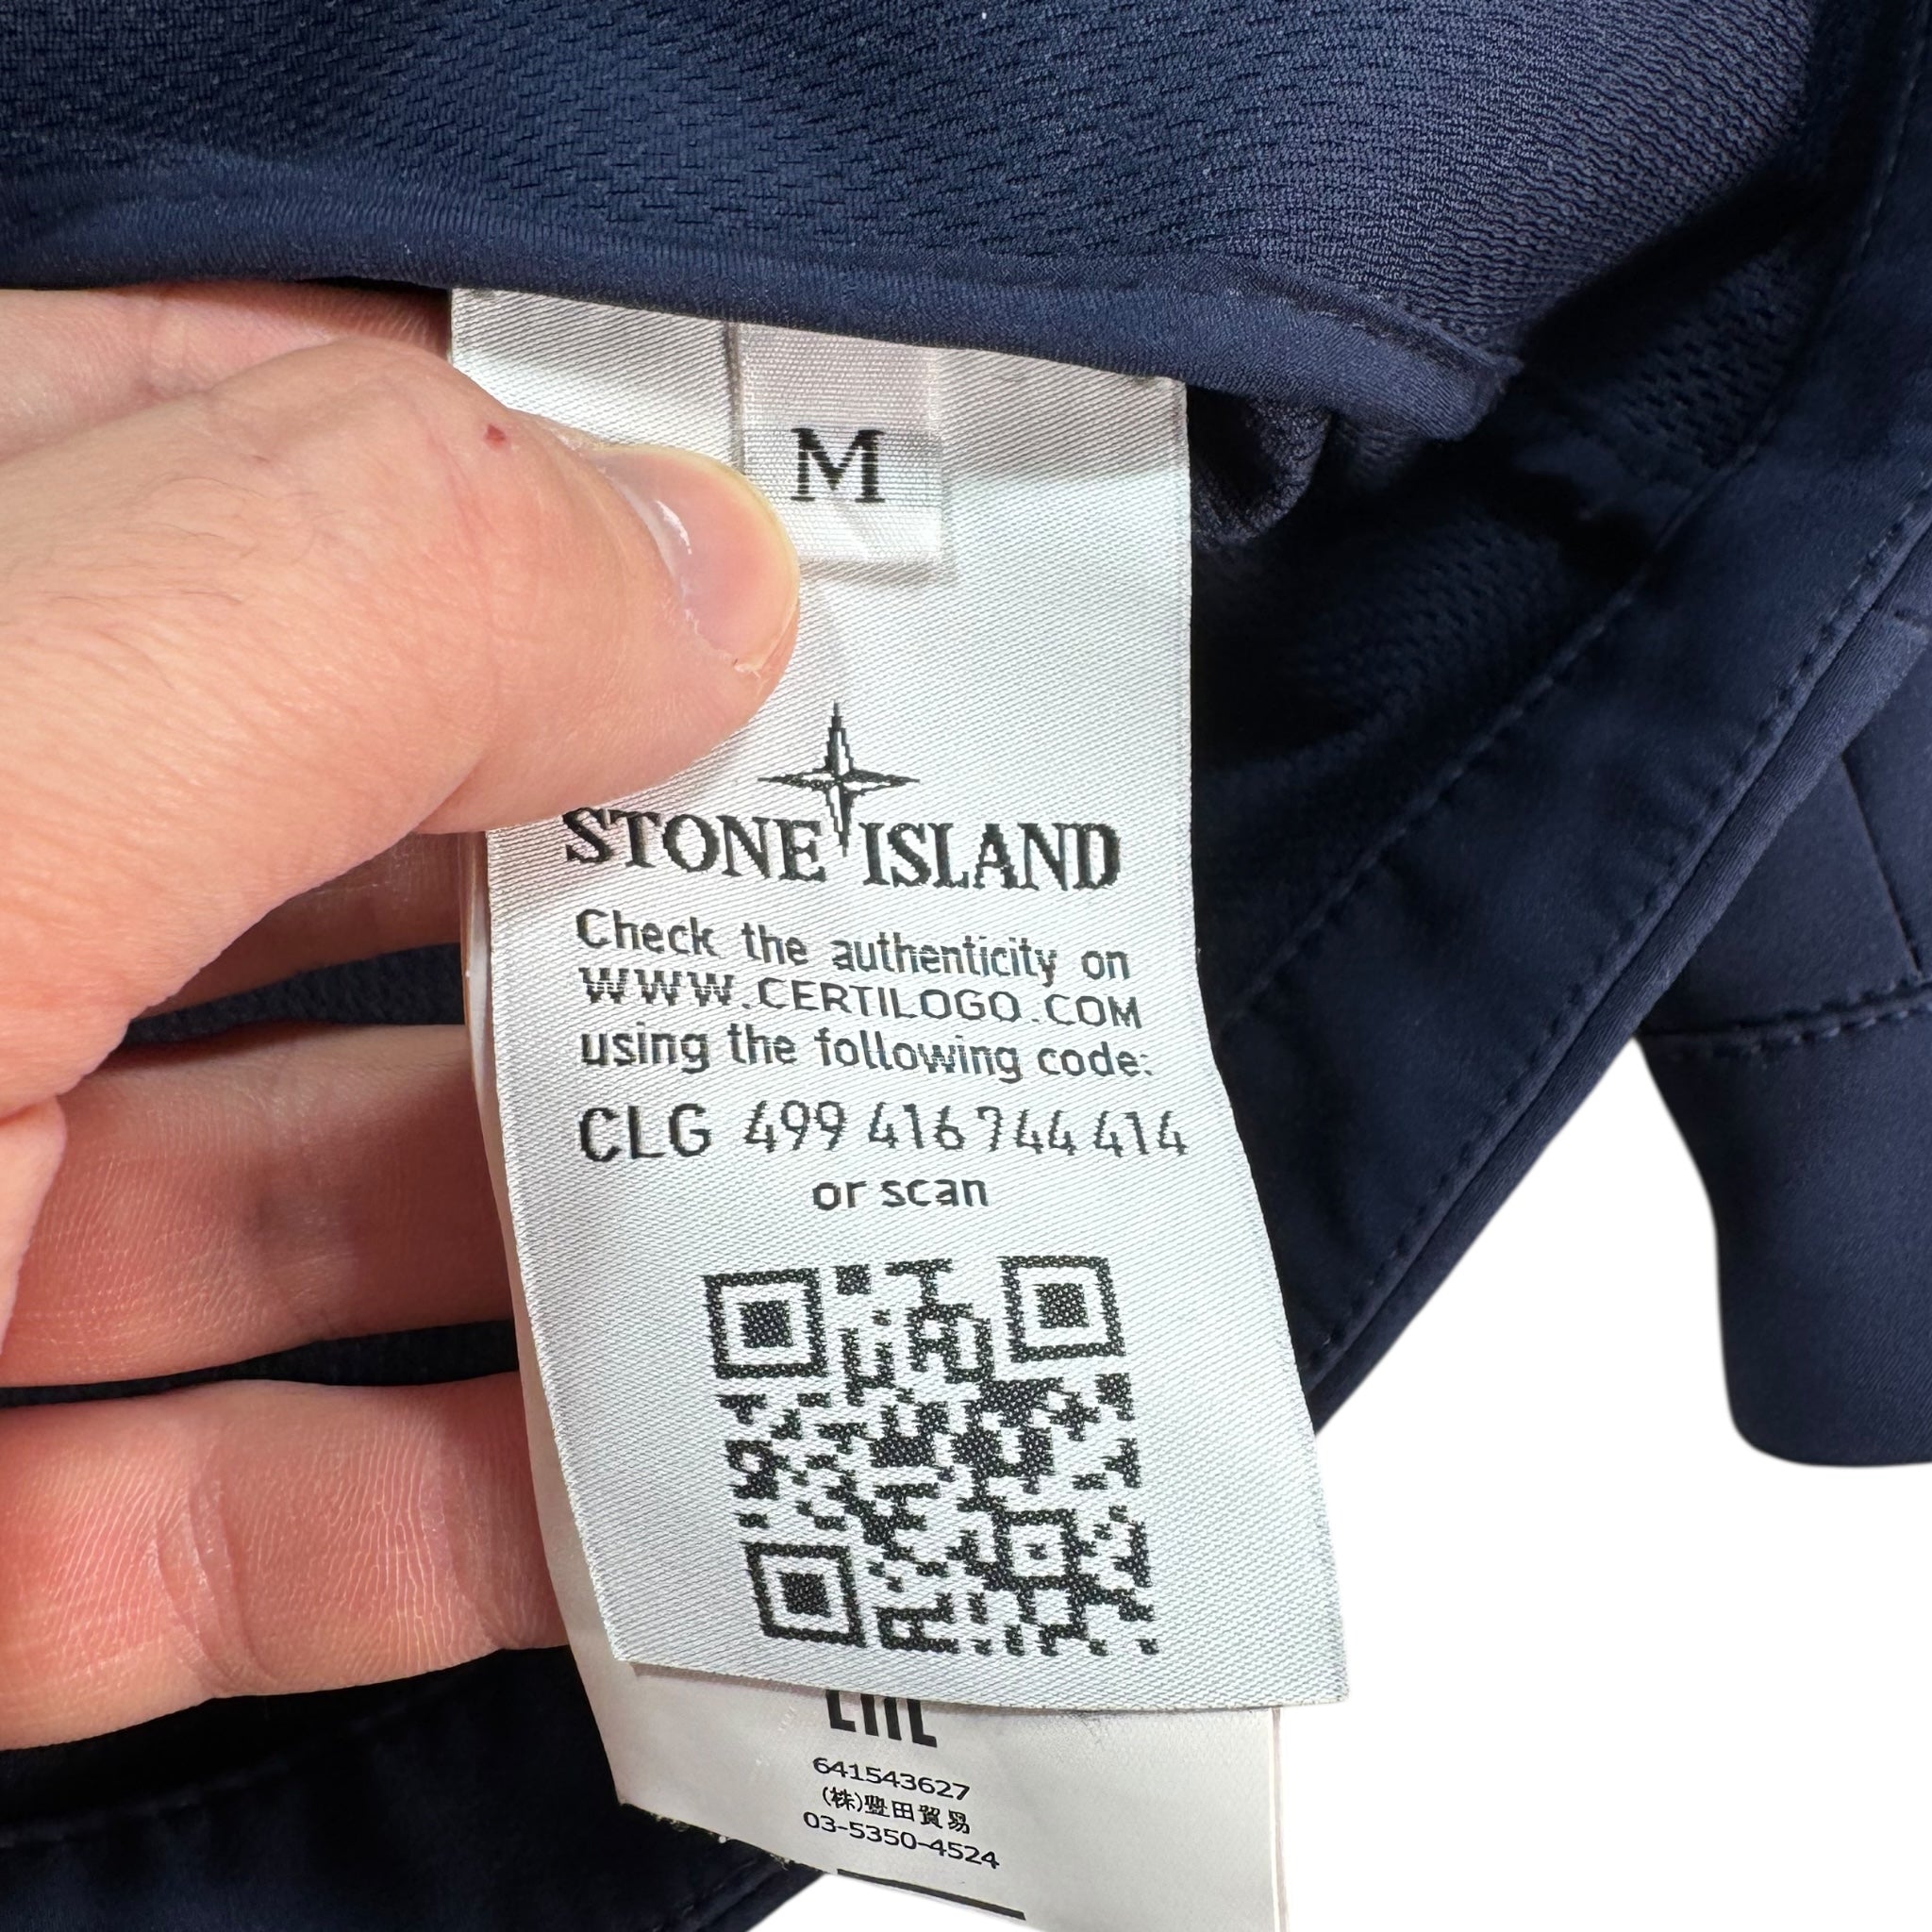 M
STONE ISLAND
Check the authenticity on
WWW.CERTILOGO.COM
using the following code:
CLG 499 416 744 414
or scan
EAC
641543627
(株)豊田貿易
03-5350-4524